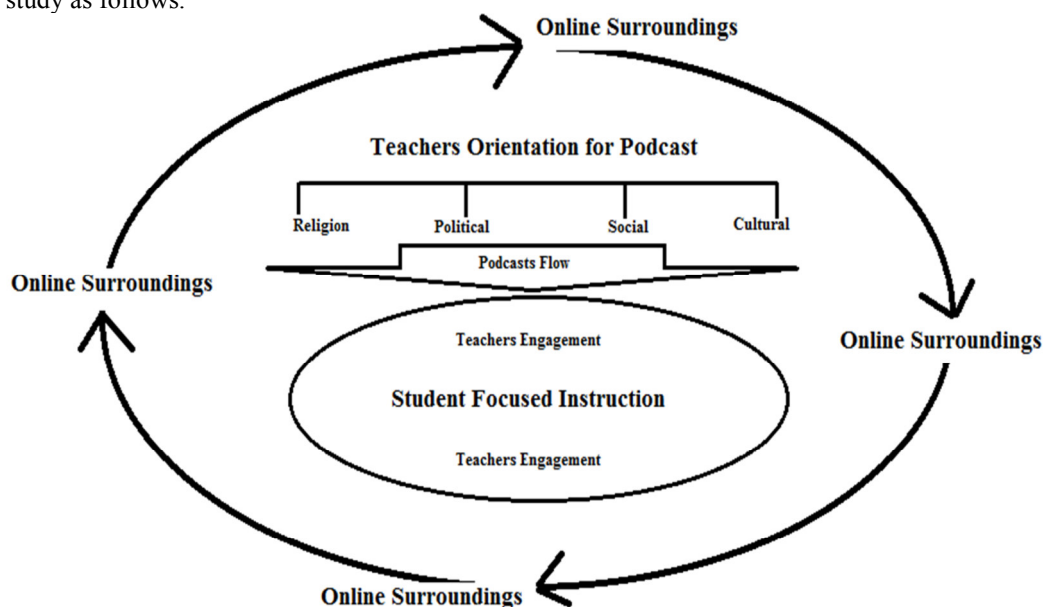 study as follows.
Online Surroundings
Teachers Orientation for Podcast
Religion
Political
Social
Cultural
Podcasts Flow
Online Surroundings
Teachers Engagement
Online Surroundings
Student Focused Instruction
Teachers Engagement
Online Surroundings